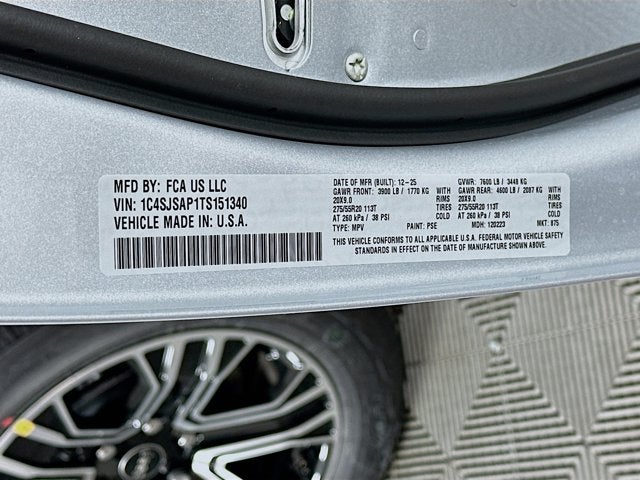 MFD BY: FCA US LLC
VIN: 1C4SJSAP1TS151340
VEHICLE MADE IN U.S.A.
DATE OF MFR (BUILT): 12-25 GVWR: 7600 LB / 3448 KG
GAWR FRONT: 3900 LB / 1770 KG WITH GAWR REAR: 4600 LB / 2087 KG WITH
20X9.0 RIMS 20X9.0 RIMS
275/55R20 113T TIRES 275/55R20 113T TIRES
AT 260 kPa / 38 PSI COLD AT 260 kPa / 38 PSI COLD
TYPE: MPV PAINT: PSE MDH: 120223 MKT: 875
THIS VEHICLE CONFORMS TO ALL APPLICABLE U.S.A. FEDERAL MOTOR VEHICLE SAFETY
STANDARDS IN EFFECT ON THE DATE OF MANUFACTURE SHOWN ABOVE.
Jeep